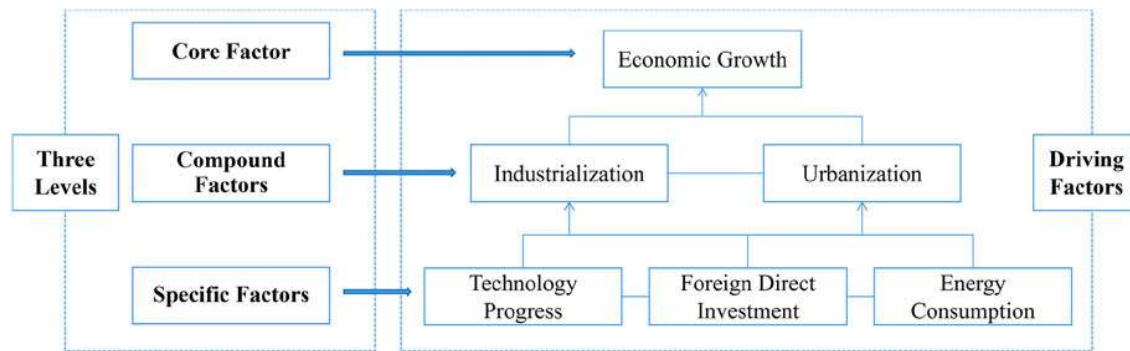 Core Factor
Economic Growth
Three
Levels
Compound
Factors
Industrialization
Urbanization
Driving
Factors
Specific Factors
Technology
Progress
Foreign Direct
Investment
Energy
Consumption